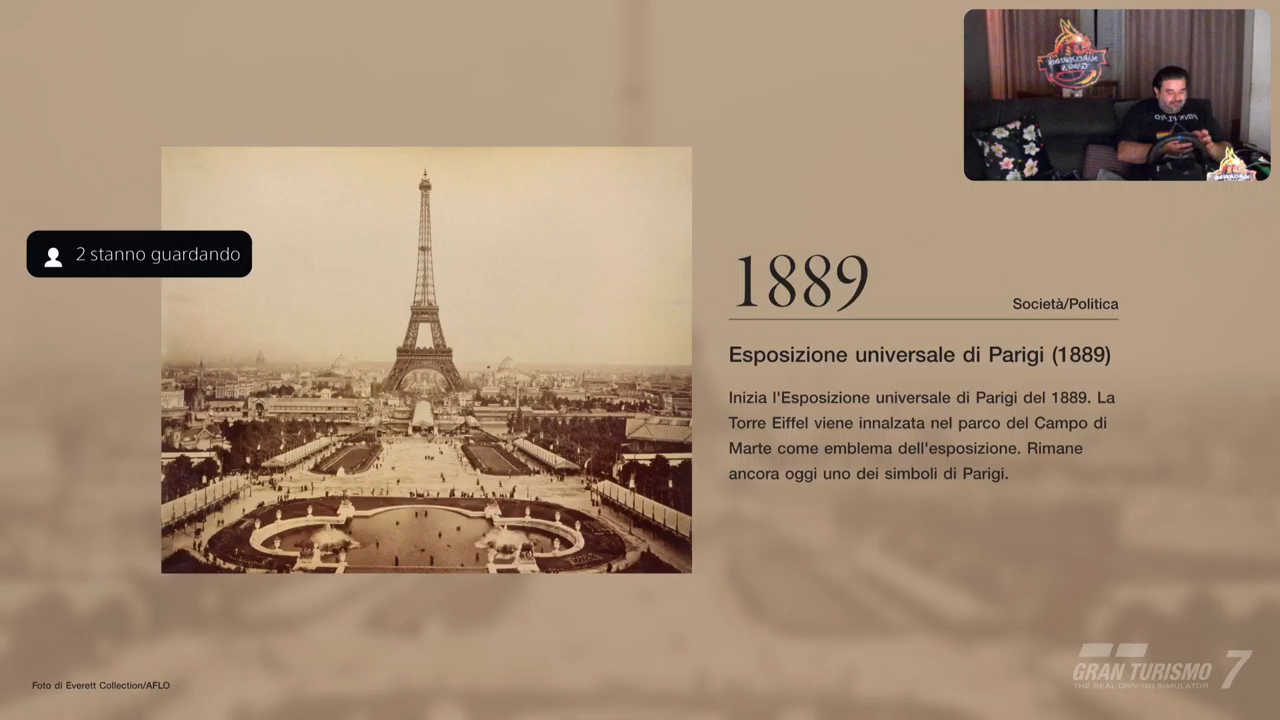 2 stanno guardando
1889
Società/Politica
Esposizione universale di Parigi (1889)
Inizia l'Esposizione universale di Parigi del 1889. La
Torre Eiffel viene innalzata nel parco del Campo di
Marte come emblema dell'esposizione. Rimane
ancora oggi uno dei simboli di Parigi.
Foto di Everett Collection/AFLO
GRAN TURISMO 7
THE REAL DRIVING SIMULATOR